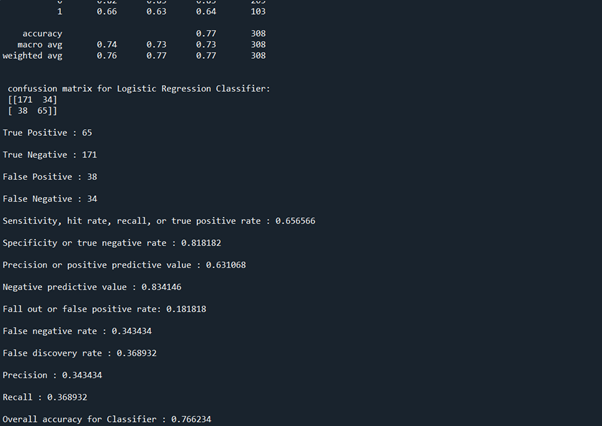 1 0.66 0.63 0.64 103
accuracy 0.77 308
macro avg 0.74 0.73 0.73 308
weighted avg 0.76 0.77 0.77 308
confussion matrix for Logistic Regression Classifier:
[[171 34]
[ 38 65]]
True Positive : 65
True Negative : 171
False Positive : 38
False Negative : 34
Sensitivity, hit rate, recall, or true positive rate : 0.656566
Specificity or true negative rate : 0.818182
Precision or positive predictive value : 0.631068
Negative predictive value : 0.834146
Fall out or false positive rate: 0.181818
False negative rate : 0.343434
False discovery rate : 0.368932
Precision : 0.343434
Recall : 0.368932
Overall accuracy for Classifier : 0.766234